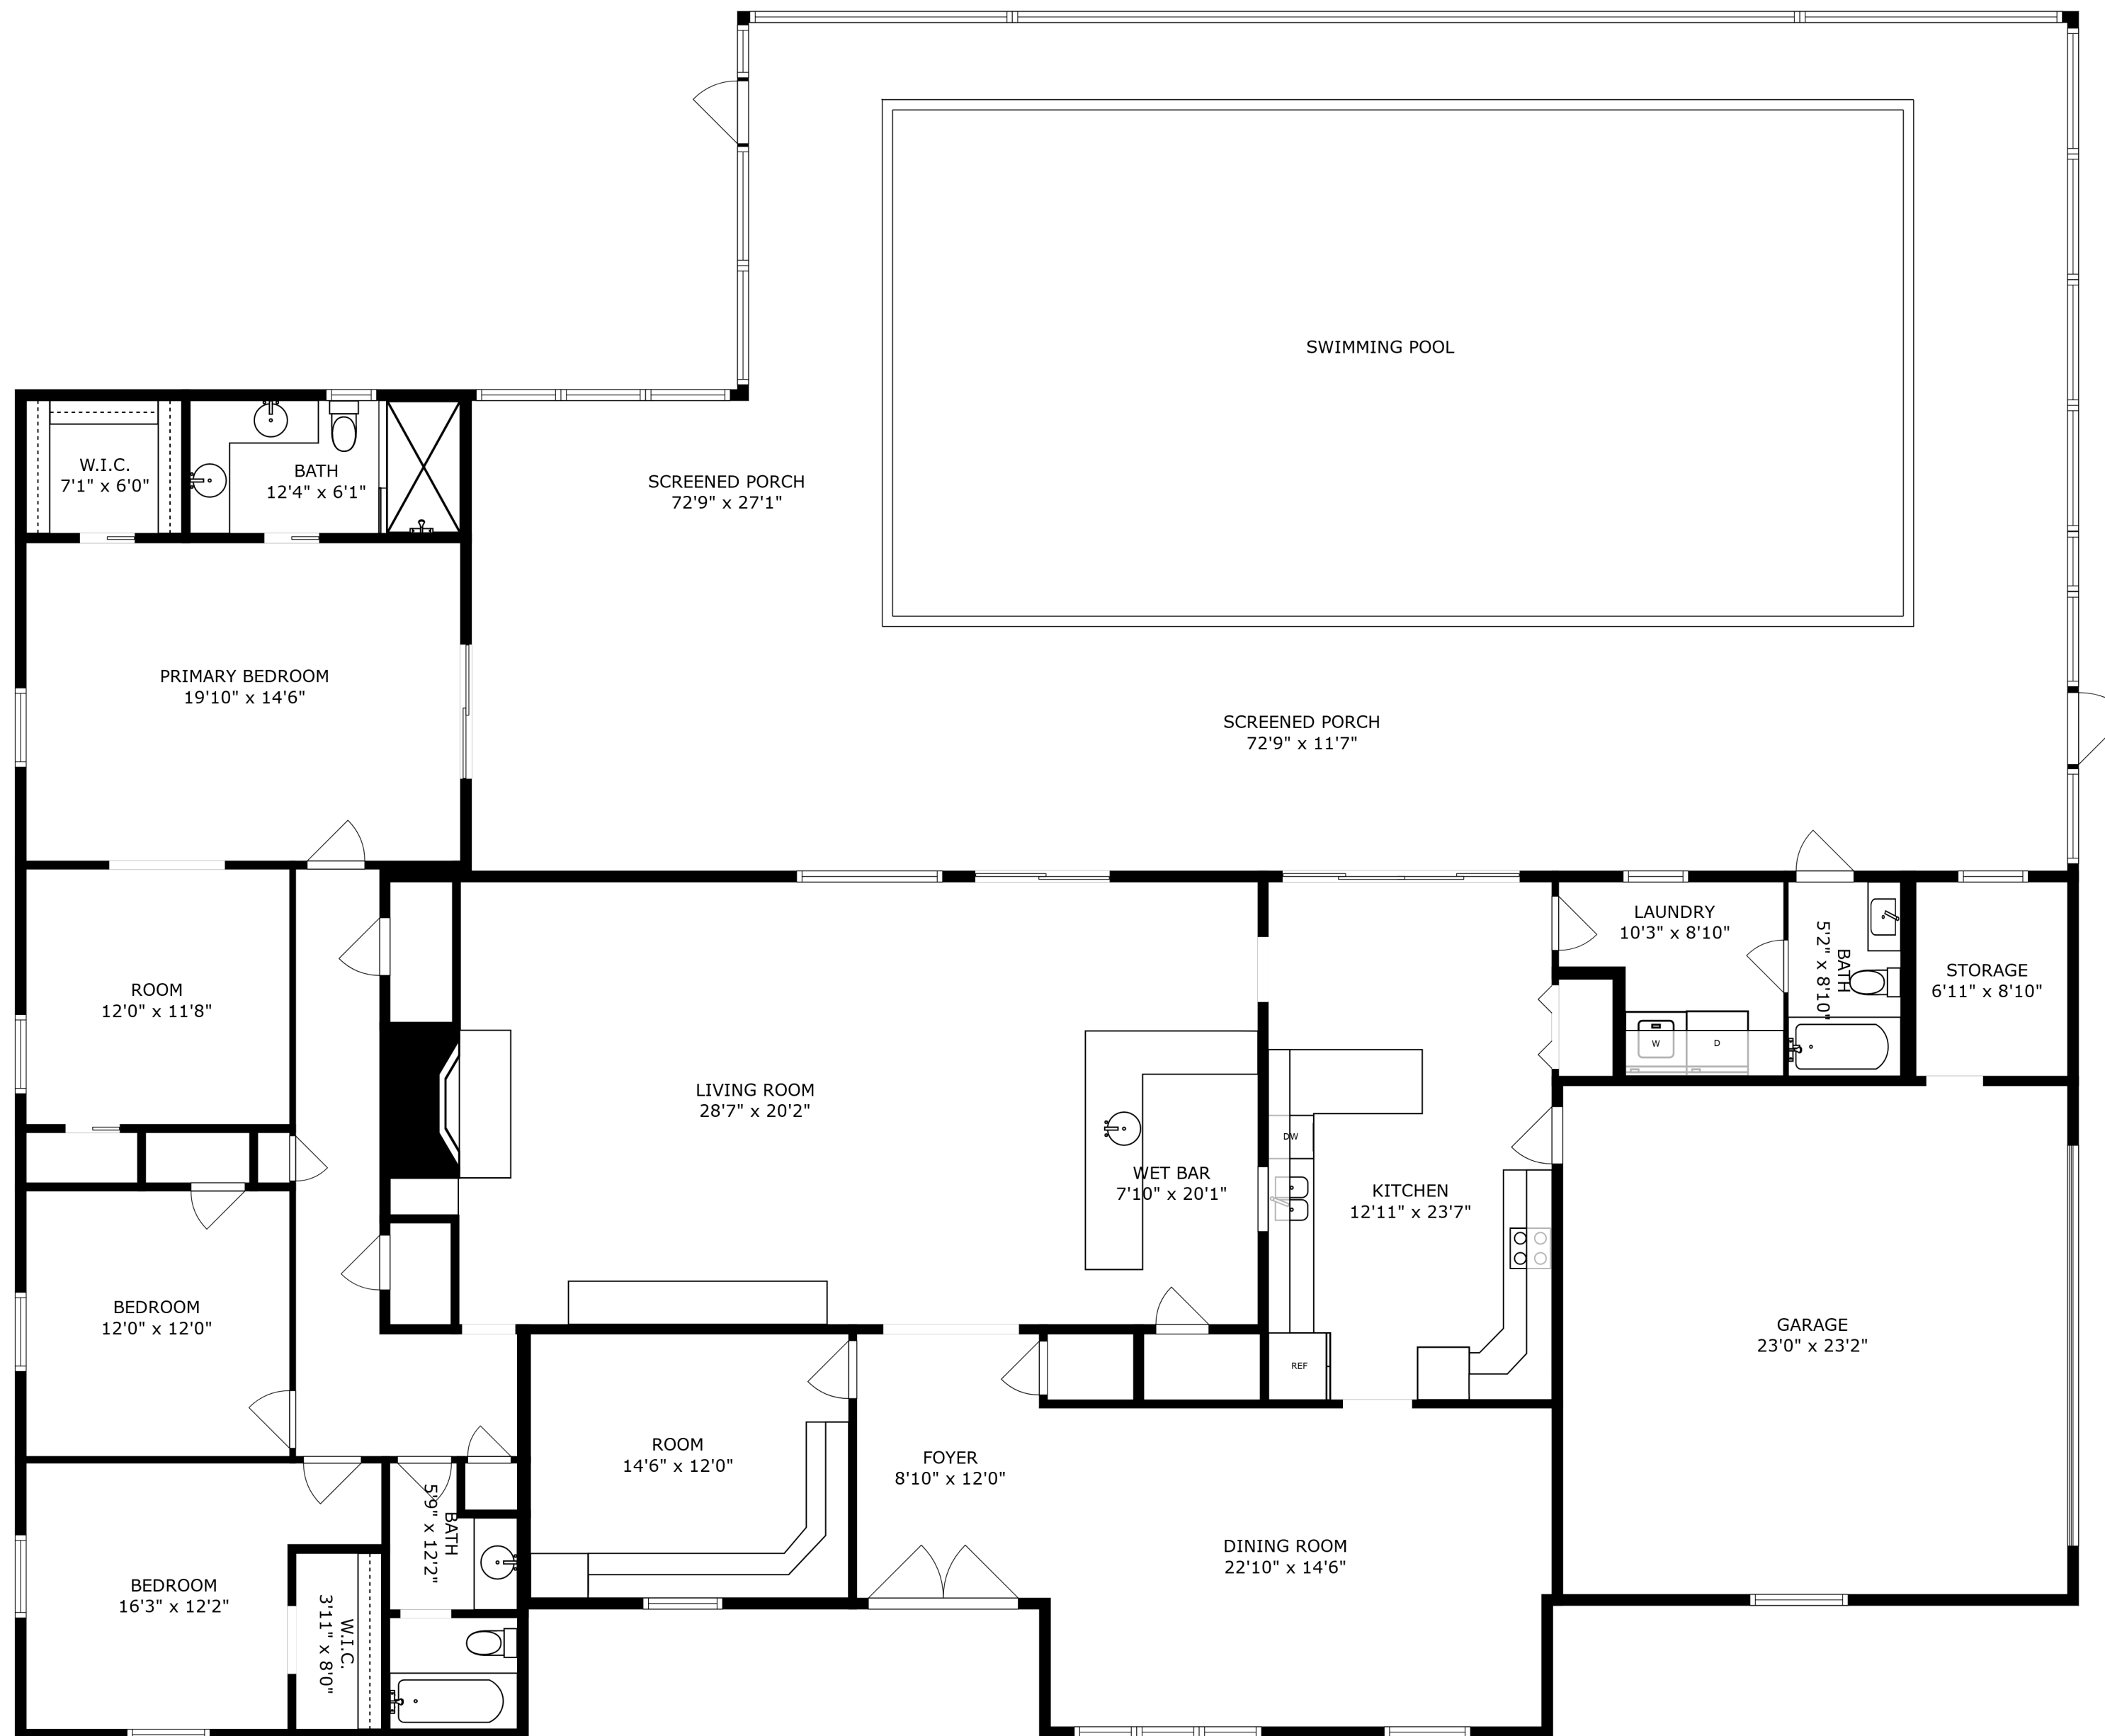 SWIMMING POOL
W.I.C.
7'1" x 6'0"
BATH
12'4" x 6'1"
SCREENED PORCH
72'9" x 27'1"
PRIMARY BEDROOM
19'10" x 14'6"
SCREENED PORCH
72'9" x 11'7"
ROOM
12'0" x 11'8"
LAUNDRY
10'3" x 8'10"
BATH
5'2" x 8'10"
STORAGE
6'11" x 8'10"
W
D
LIVING ROOM
28'7" x 20'2"
DW
WET BAR
7'10" x 20'1"
KITCHEN
12'11" x 23'7"
BEDROOM
12'0" x 12'0"
GARAGE
23'0" x 23'2"
REF
ROOM
14'6" x 12'0"
FOYER
8'10" x 12'0"
BATH
5'9" x 12'2"
DINING ROOM
22'10" x 14'6"
BEDROOM
16'3" x 12'2"
W.I.C.
3'11" x 8'0"